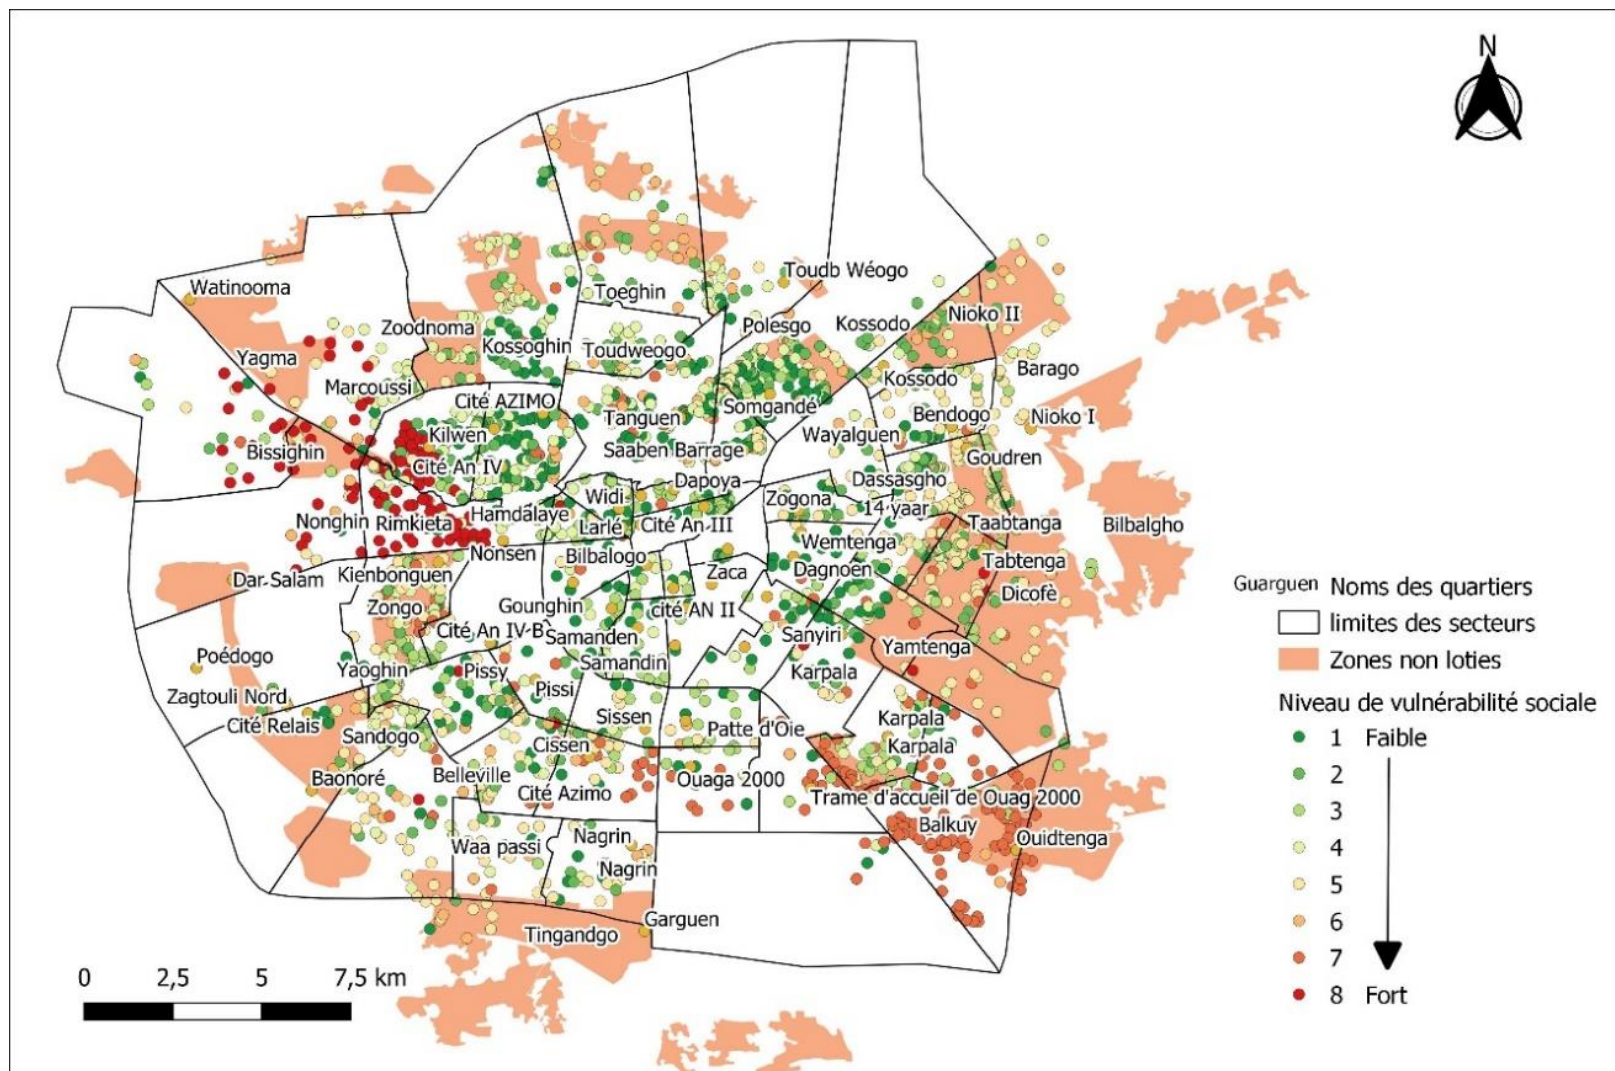 N
Toudb Wéogo
Watinooma
Toeghin
Nioko II
Zoodnoma
Polesgo
Kossodo
Kossoghin
Toudweogo
Yagma
Barago
Marcoussi
Kossodo
Cité AZIMO
Somgandé
Tanguen
Bendogo
Nioko I
Kilwen
Wayalguen
Bissighin
Saaben Barrage
Goudren
Cité An IV
Dassasgho
Dapoya
Widi
Zogona
14 yaar
Hamdalaye
Nonghin
Rimkieta
Larlé
Cité An III
Taabtanga
Bilbalgho
Wemtenga
Nonsen
Bilbalogo
Tabtenga
Dagnoën
Zaca
Kienbonguen
Dar Salam
Dicofè
Zongo
Gounghin
cité AN II
Cité An IV-B
Samanden
Sanyiri
Yamtenga
Poédogo
Samandin
Yaoghin
Pissy
Karpala
Pissi
Zagtouli Nord
Cité Relais
Sissen
Karpala
Sandogo
Patte d'Oie
Cissen
Karpala
Baonoré
Belleville
Ouaga 2000
Cité Azimo
Trame d'accueil de Ouag 2000
Balkuy
Nagrin
Ouidtenga
Waa passi
Nagrin
Garguen
Tingandgo
0 2,5 5 7,5 km
Guarguen Noms des quartiers
limites des secteurs
Zones non loties
Niveau de vulnérabilité sociale
1 Faible
2
3
4
5
6
7
8 Fort